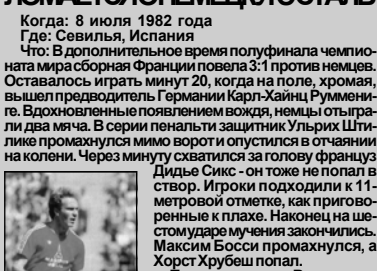 Когда: 8 июля 1982 года
Где: Севилья, Испания
Что: В дополнительное время полуфинала чемпио-
ната мира сборная Франции повела 3:1 против немцев.
Осталось играть минут 20, когда на поле, хромая,
вышел предводитель Германии Карл-Хайнц Руммени-
ге. Вдохновленные появлением вождя, немцы отыгра-
ли два мяча. В серии пенальти защитник Ульрих Шти-
лике промахнулся мимо ворот и опустился в отчаянии
на колени. Через минуту схватился за голову француз
Дидье Сикс - он тоже не попал в
створ. Игроки подходили к 11-
метровой отметке, как пригово-
ренные к плахе. Наконец на ше-
стом ударе мучения закончились.
Максим Босси промахнулся, а
Хорст Хрубеш попал.